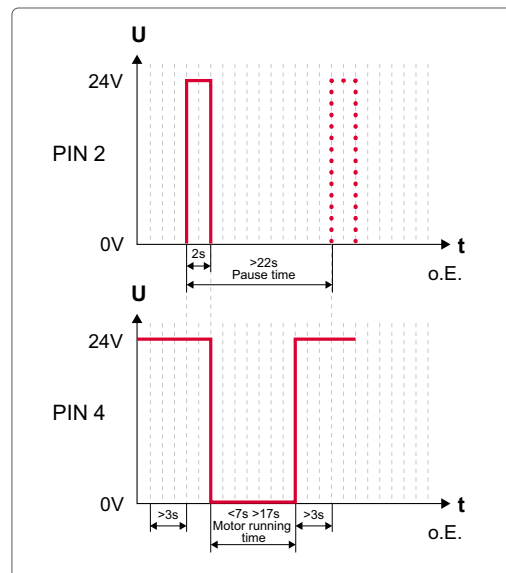 U
24V
PIN 2
0V
t
2s
>22s
Pause time
o.E.
U
24V
PIN 4
0V
t
>3s
<7s >17s
Motor running
time
>3s
o.E.